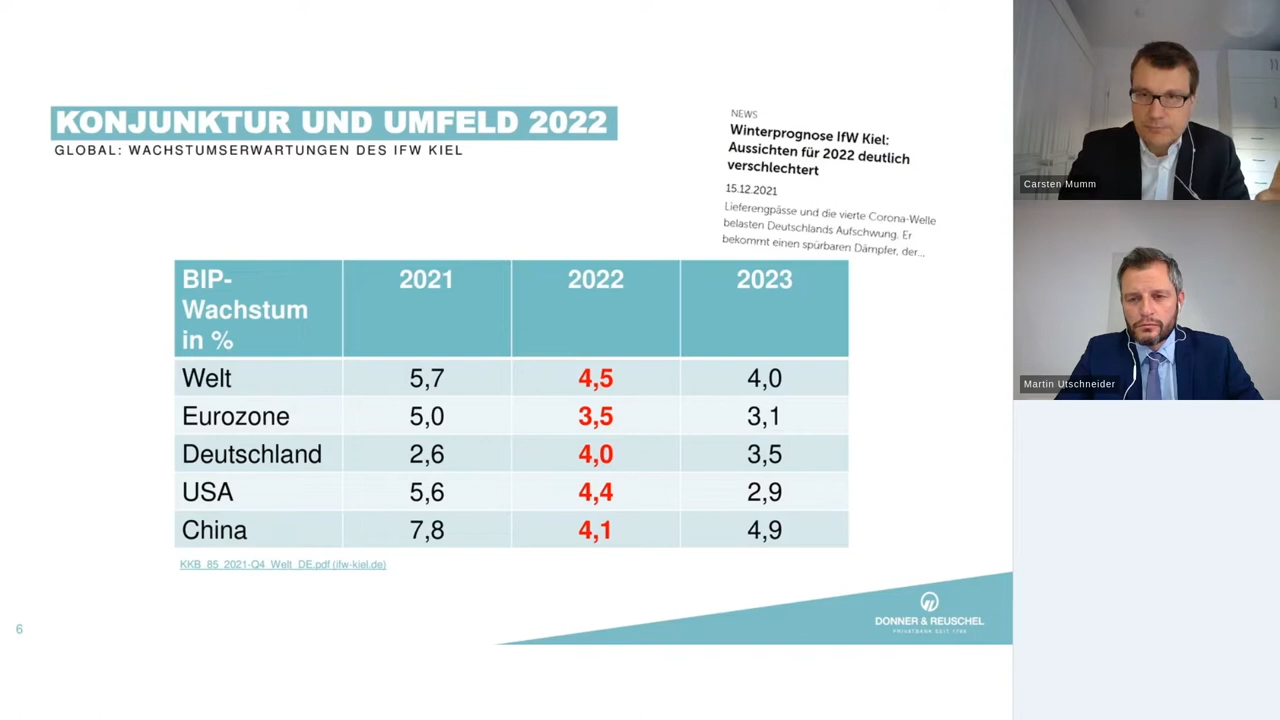 KONJUNKTUR UND UMFELD 2022
GLOBAL: WACHSTUMSERWARTUNGEN DES IFW KIEL
NEWS
Winterprognose IfW Kiel:
Aussichten für 2022 deutlich
verschlechtert
15.12.2021
Lieferengpässe und die vierte Corona-Welle
belasten Deutschlands Aufschwung. Er
bekommt einen spürbaren Dämpfer, der...
BIP-
Wachstum
in %
2021 2022 2023
Welt 5,7 4,5 4,0
Eurozone 5,0 3,5 3,1
Deutschland 2,6 4,0 3,5
USA 5,6 4,4 2,9
China 7,8 4,1 4,9
KKB_85_2021-Q4_Welt_DE.pdf (ifw-kiel.de)
6
DONNER & REUSCHEL
PRIVATBANK SEIT 1798
Carsten Mumm
Martin Utschneider